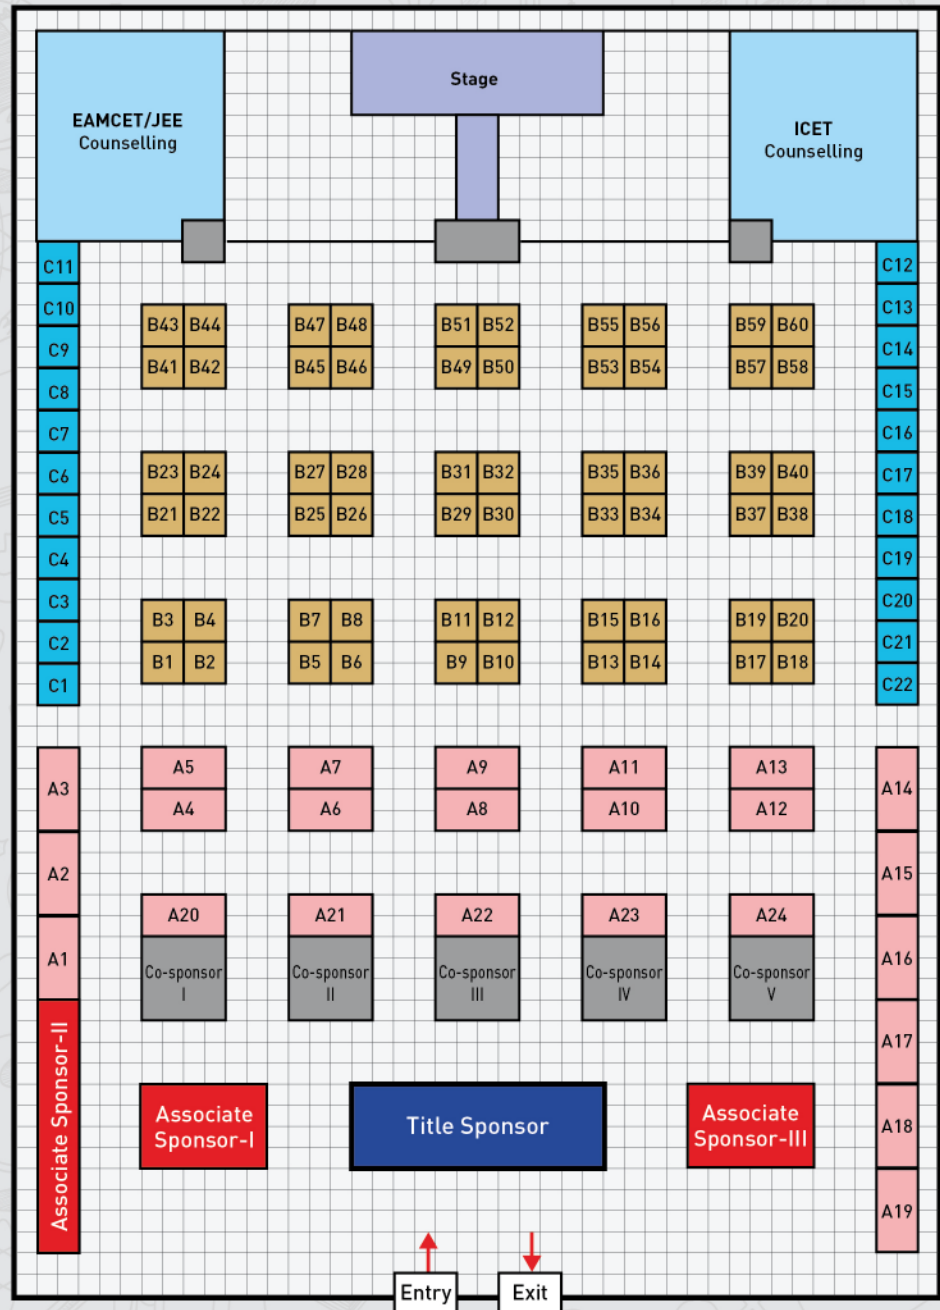 Stage
EAMCET/JEE
Counselling
ICET
Counselling
C11
C12
C10
C13
B43 B44 B47 B48 B51 B52 B55 B56 B59 B60
C9
C14
B41 B42 B45 B46 B49 B50 B53 B54 B57 B58
C8
C15
C7
C16
C6
B23 B24 B27 B28 B31 B32 B35 B36 B39 B40
C17
C5
B21 B22 B25 B26 B29 B30 B33 B34 B37 B38
C18
C4
C19
C3
C20
B3 B4 B7 B8 B11 B12 B15 B16 B19 B20
C2
C21
B1 B2 B5 B6 B9 B10 B13 B14 B17 B18
C1
C22
A5 A7 A9 A11 A13
A3
A14
A4 A6 A8 A10 A12
A2
A15
A20 A21 A22 A23 A24
A1
A16
Co-sponsor
I
Co-sponsor
II
Co-sponsor
III
Co-sponsor
IV
Co-sponsor
V
A17
Associate Sponsor-II
Associate
Sponsor-I
Title Sponsor
Associate
Sponsor-III
A18
A19
Entry
Exit